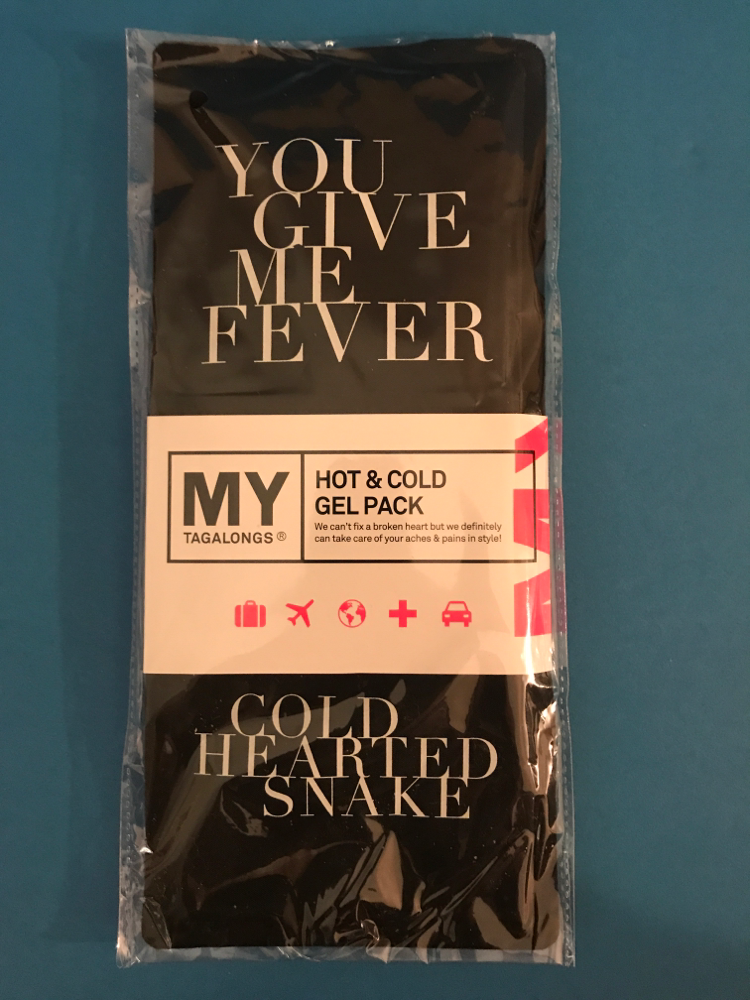 YOU
GIVE
ME
FEVER
MY
TAGALONGS®
HOT & COLD
GEL PACK
We can't fix a broken heart but we definitely
can take care of your aches & pains in style!
COLD
HEARTED
SNAKE